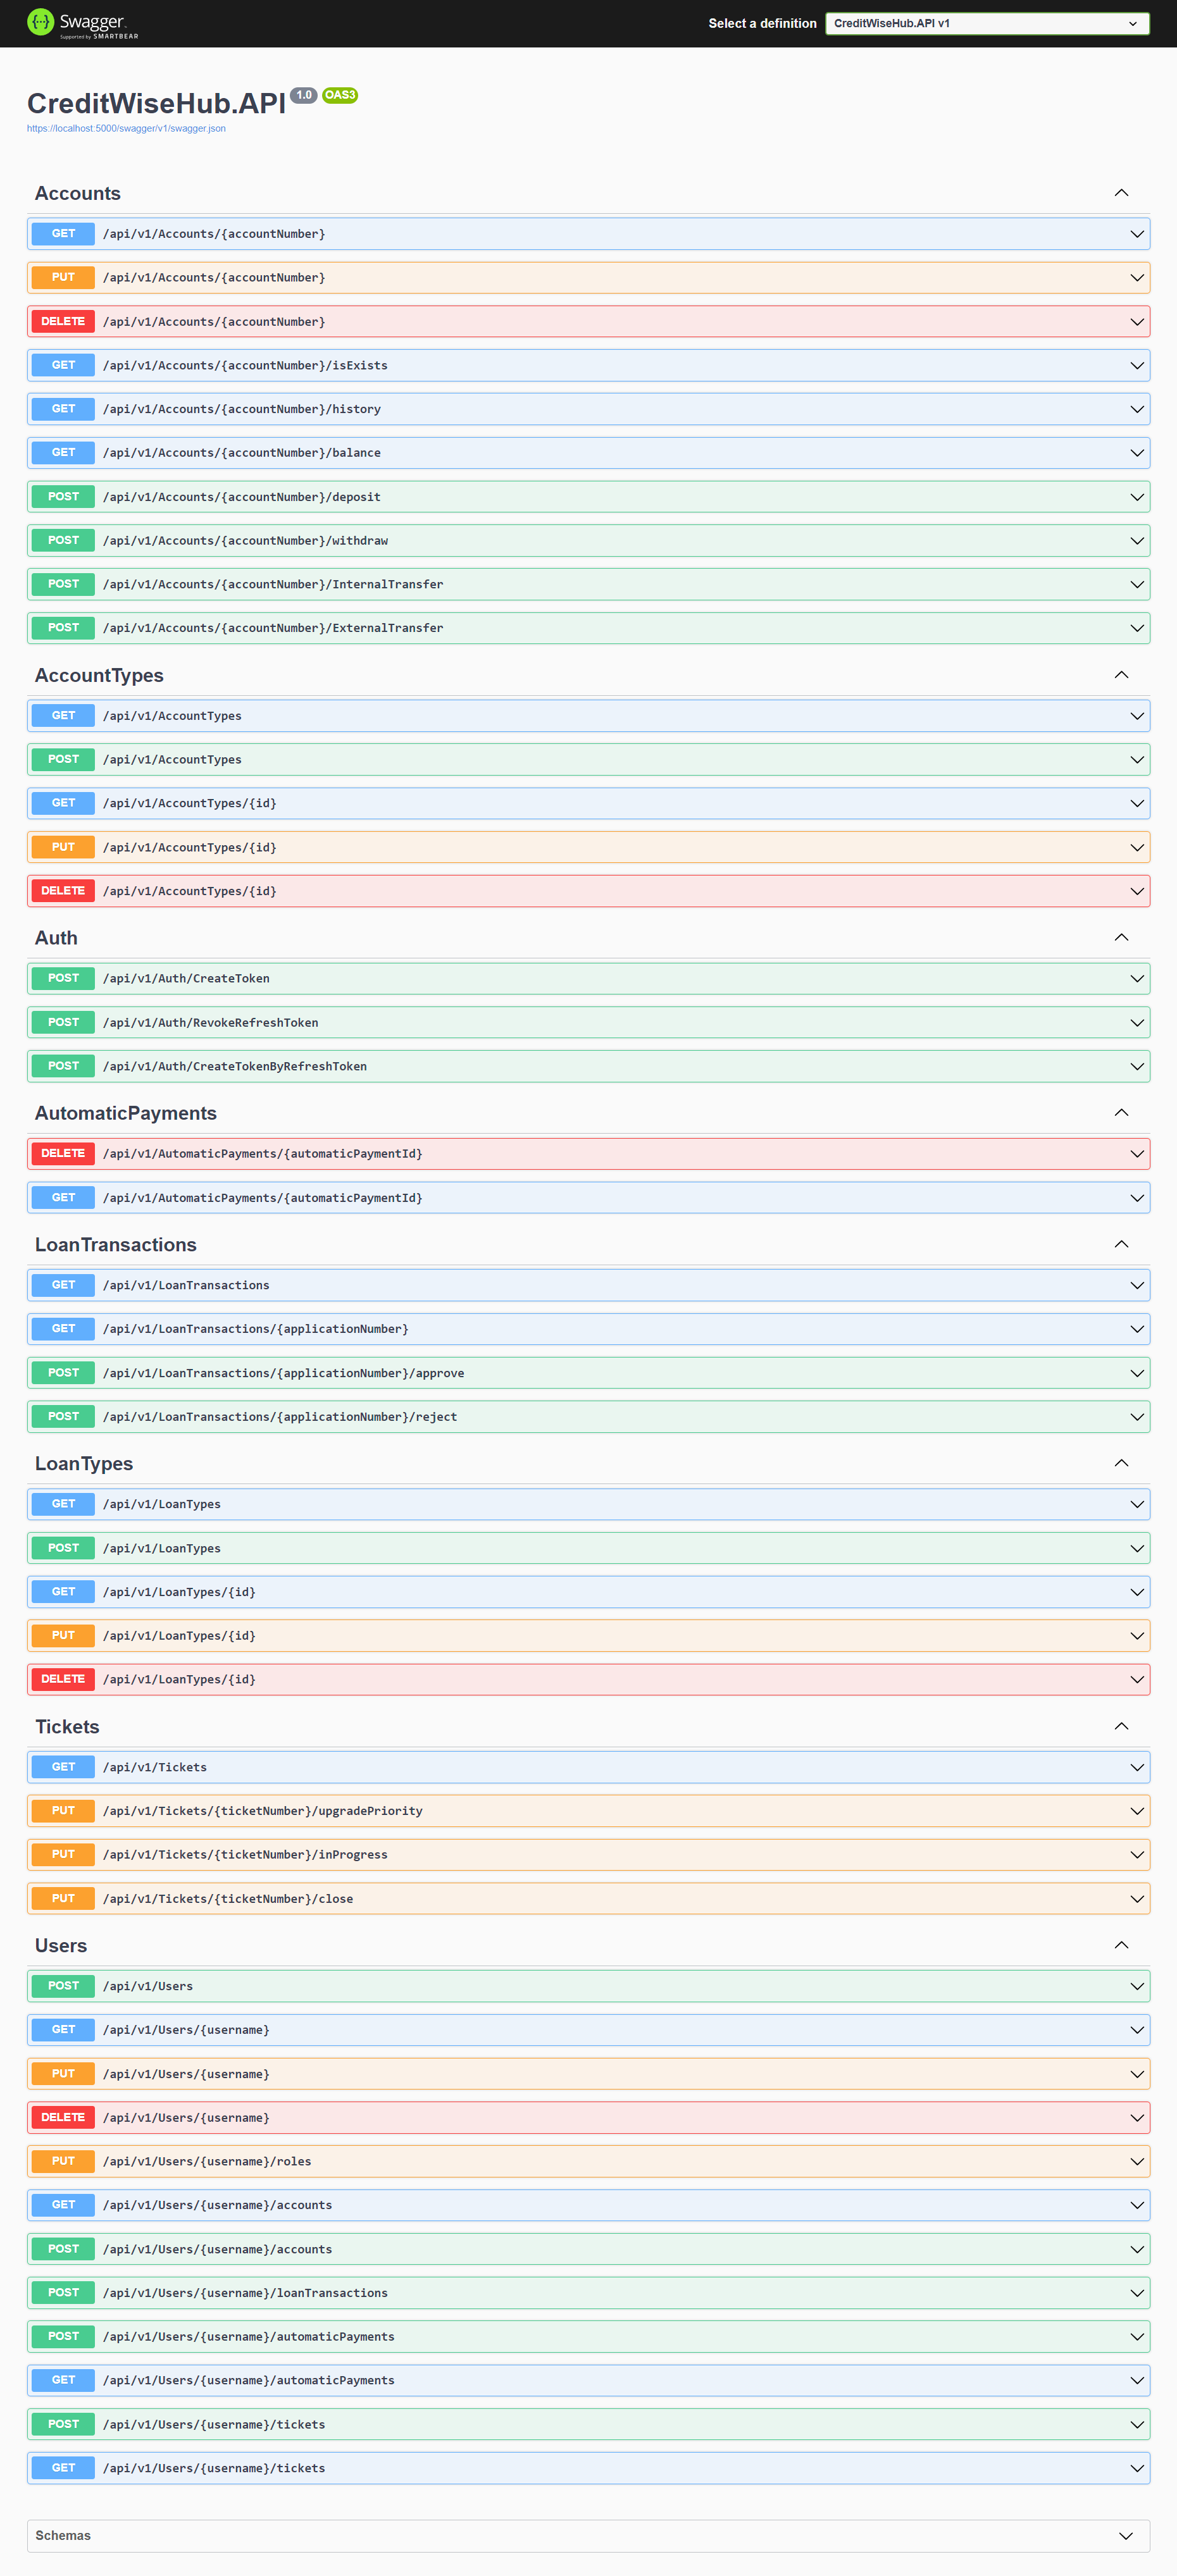 Swagger
Supported by SMARTBEAR
Select a definition
CreditWiseHub.API v1
CreditWiseHub.API 1.0 OAS3
https://localhost:5000/swagger/v1/swagger.json
Accounts
GET /api/v1/Accounts/{accountNumber}
PUT /api/v1/Accounts/{accountNumber}
DELETE /api/v1/Accounts/{accountNumber}
GET /api/v1/Accounts/{accountNumber}/isExists
GET /api/v1/Accounts/{accountNumber}/history
GET /api/v1/Accounts/{accountNumber}/balance
POST /api/v1/Accounts/{accountNumber}/deposit
POST /api/v1/Accounts/{accountNumber}/withdraw
POST /api/v1/Accounts/{accountNumber}/InternalTransfer
POST /api/v1/Accounts/{accountNumber}/ExternalTransfer
AccountTypes
GET /api/v1/AccountTypes
POST /api/v1/AccountTypes
GET /api/v1/AccountTypes/{id}
PUT /api/v1/AccountTypes/{id}
DELETE /api/v1/AccountTypes/{id}
Auth
POST /api/v1/Auth/CreateToken
POST /api/v1/Auth/RevokeRefreshToken
POST /api/v1/Auth/CreateTokenByRefreshToken
AutomaticPayments
DELETE /api/v1/AutomaticPayments/{automaticPaymentId}
GET /api/v1/AutomaticPayments/{automaticPaymentId}
LoanTransactions
GET /api/v1/LoanTransactions
GET /api/v1/LoanTransactions/{applicationNumber}
POST /api/v1/LoanTransactions/{applicationNumber}/approve
POST /api/v1/LoanTransactions/{applicationNumber}/reject
LoanTypes
GET /api/v1/LoanTypes
POST /api/v1/LoanTypes
GET /api/v1/LoanTypes/{id}
PUT /api/v1/LoanTypes/{id}
DELETE /api/v1/LoanTypes/{id}
Tickets
GET /api/v1/Tickets
PUT /api/v1/Tickets/{ticketNumber}/upgradePriority
PUT /api/v1/Tickets/{ticketNumber}/inProgress
PUT /api/v1/Tickets/{ticketNumber}/close
Users
POST /api/v1/Users
GET /api/v1/Users/{username}
PUT /api/v1/Users/{username}
DELETE /api/v1/Users/{username}
PUT /api/v1/Users/{username}/roles
GET /api/v1/Users/{username}/accounts
POST /api/v1/Users/{username}/accounts
POST /api/v1/Users/{username}/loanTransactions
POST /api/v1/Users/{username}/automaticPayments
GET /api/v1/Users/{username}/automaticPayments
POST /api/v1/Users/{username}/tickets
GET /api/v1/Users/{username}/tickets
Schemas